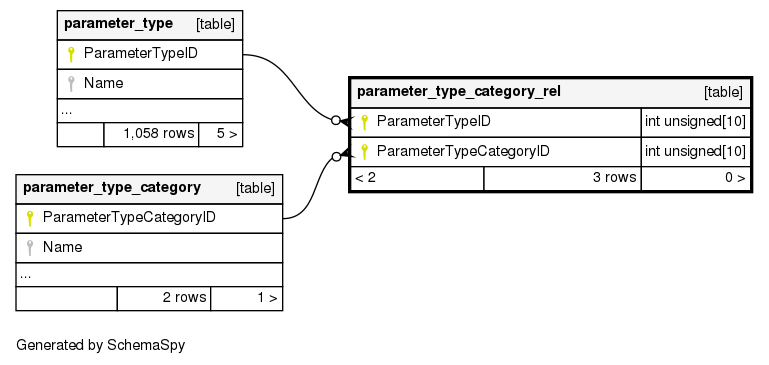 parameter_type [table]
ParameterTypeID
Name
...
1,058 rows 5 >
parameter_type_category_rel [table]
ParameterTypeID int unsigned[10]
ParameterTypeCategoryID int unsigned[10]
< 2 3 rows 0 >
parameter_type_category [table]
ParameterTypeCategoryID
Name
...
2 rows 1 >
Generated by SchemaSpy